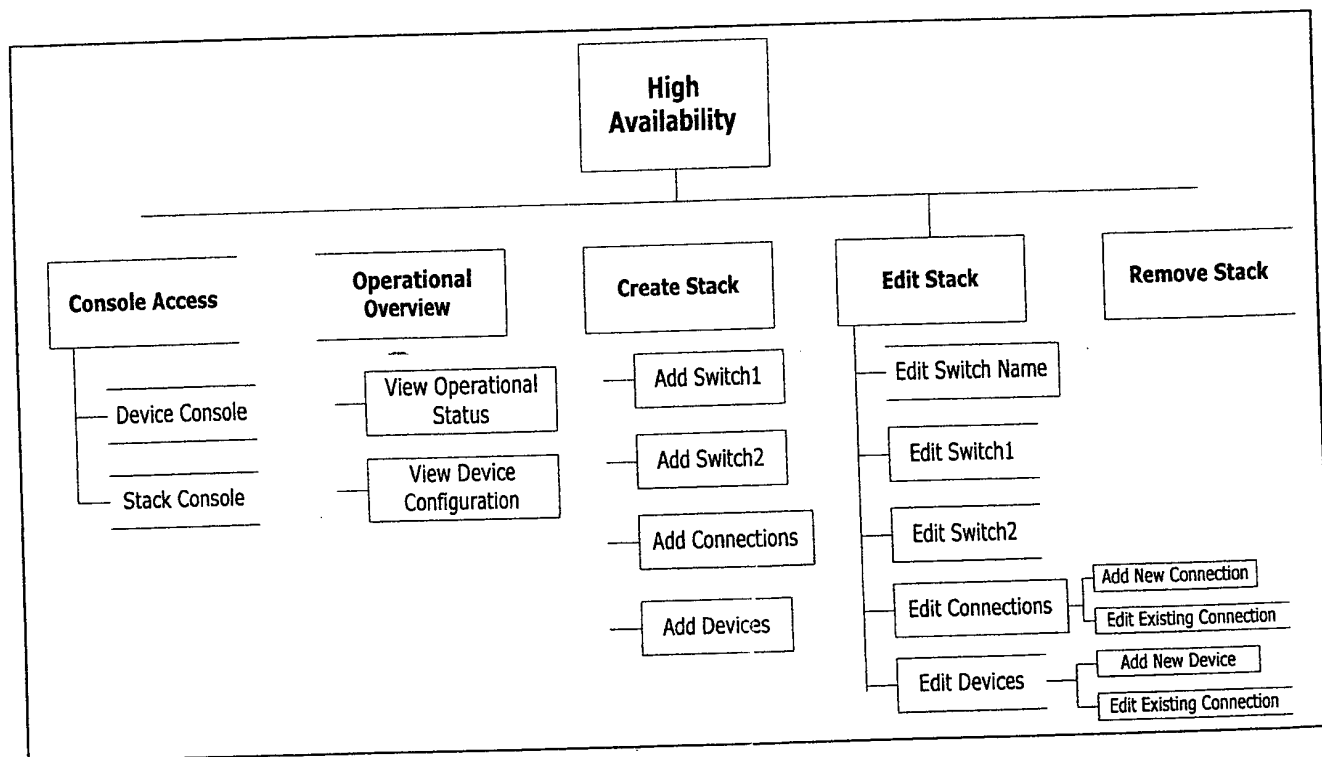 High
Availability
Console Access
Operational
Overview
Create Stack
Edit Stack
Remove Stack
Device Console
Stack Console
View Operational
Status
View Device
Configuration
Add Switch1
Add Switch2
Add Connections
Add Devices
Edit Switch Name
Edit Switch1
Edit Switch2
Edit Connections
Add New Connection
Edit Existing Connection
Edit Devices
Add New Device
Edit Existing Connection